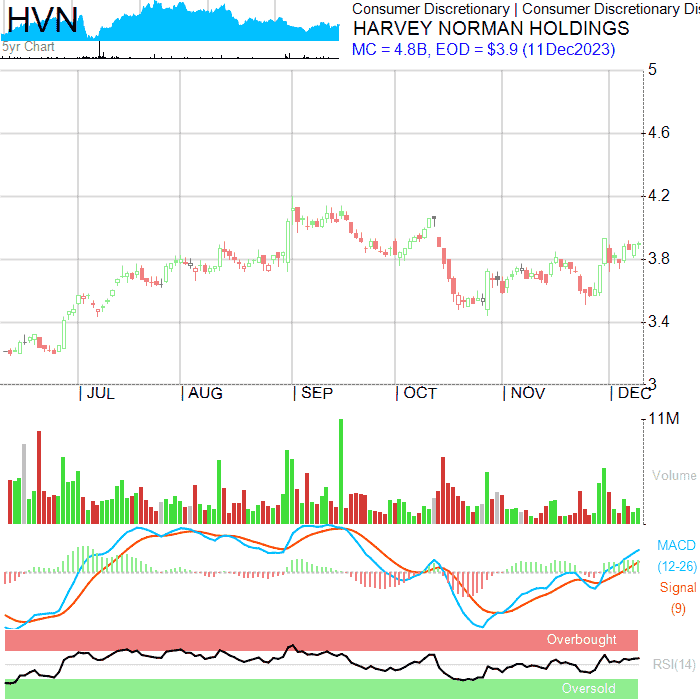 HVN
5yr Chart
Consumer Discretionary | Consumer Discretionary Dis
HARVEY NORMAN HOLDINGS
MC = 4.8B, EOD = $3.9 (11Dec2023)
5
4.6
4.2
3.8
3.4
3
| JUL | AUG | SEP | OCT | NOV | DEC
11M
Volume
MACD
(12-26)
Signal
(9)
Overbought
RSI(14)
Oversold